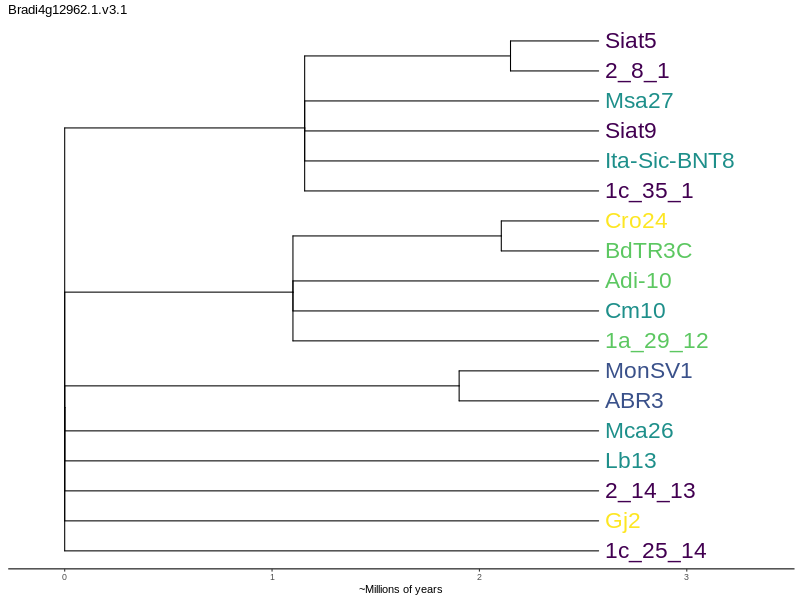 Bradi4g12962.1.v3.1
Siat5
2_8_1
Msa27
Siat9
Ita-Sic-BNT8
1c_35_1
Cro24
BdTR3C
Adi-10
Cm10
1a_29_12
MonSV1
ABR3
Mca26
Lb13
2_14_13
Gj2
1c_25_14
0 1 2 3
~Millions of years